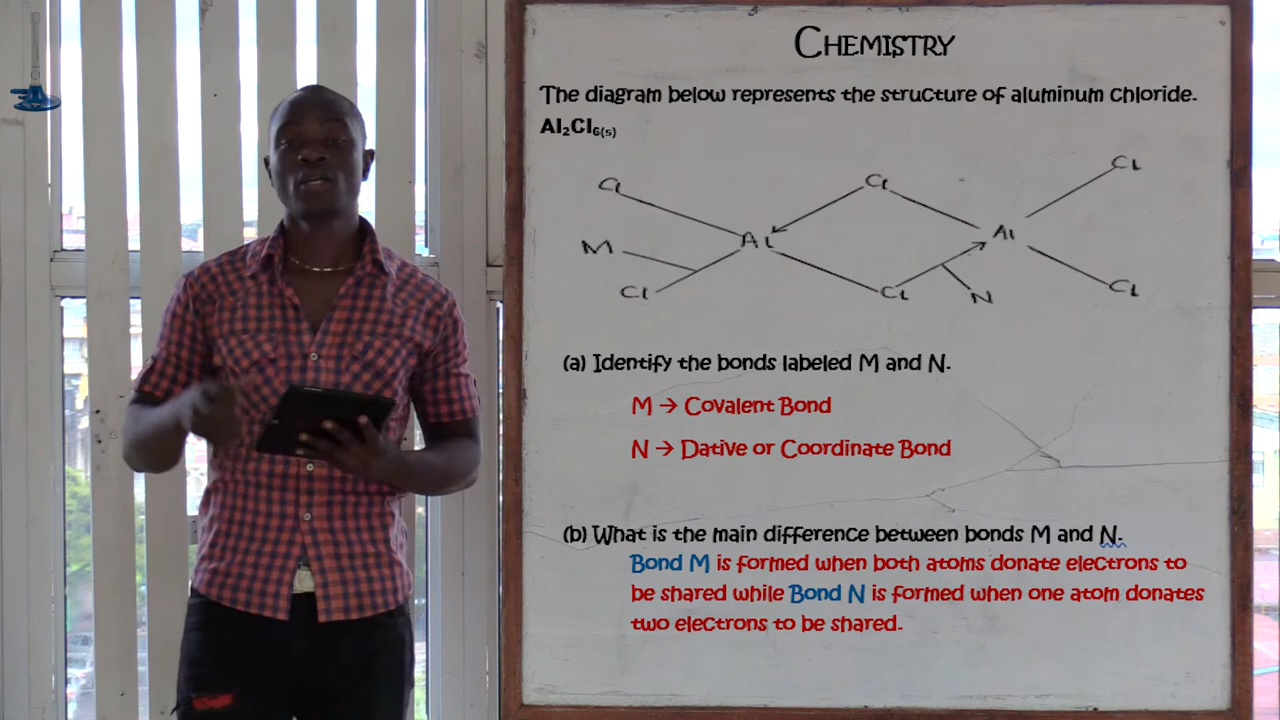 CHEMISTRY
The diagram below represents the structure of aluminum chloride.
Al₂Cl₆₍ₛ₎
Cl Cl Cl
M Al Al
Cl Cl N Cl
(a) Identify the bonds labeled M and N.
M → Covalent Bond
N → Dative or Coordinate Bond
(b) What is the main difference between bonds M and N.
Bond M is formed when both atoms donate electrons to
be shared while Bond N is formed when one atom donates
two electrons to be shared.